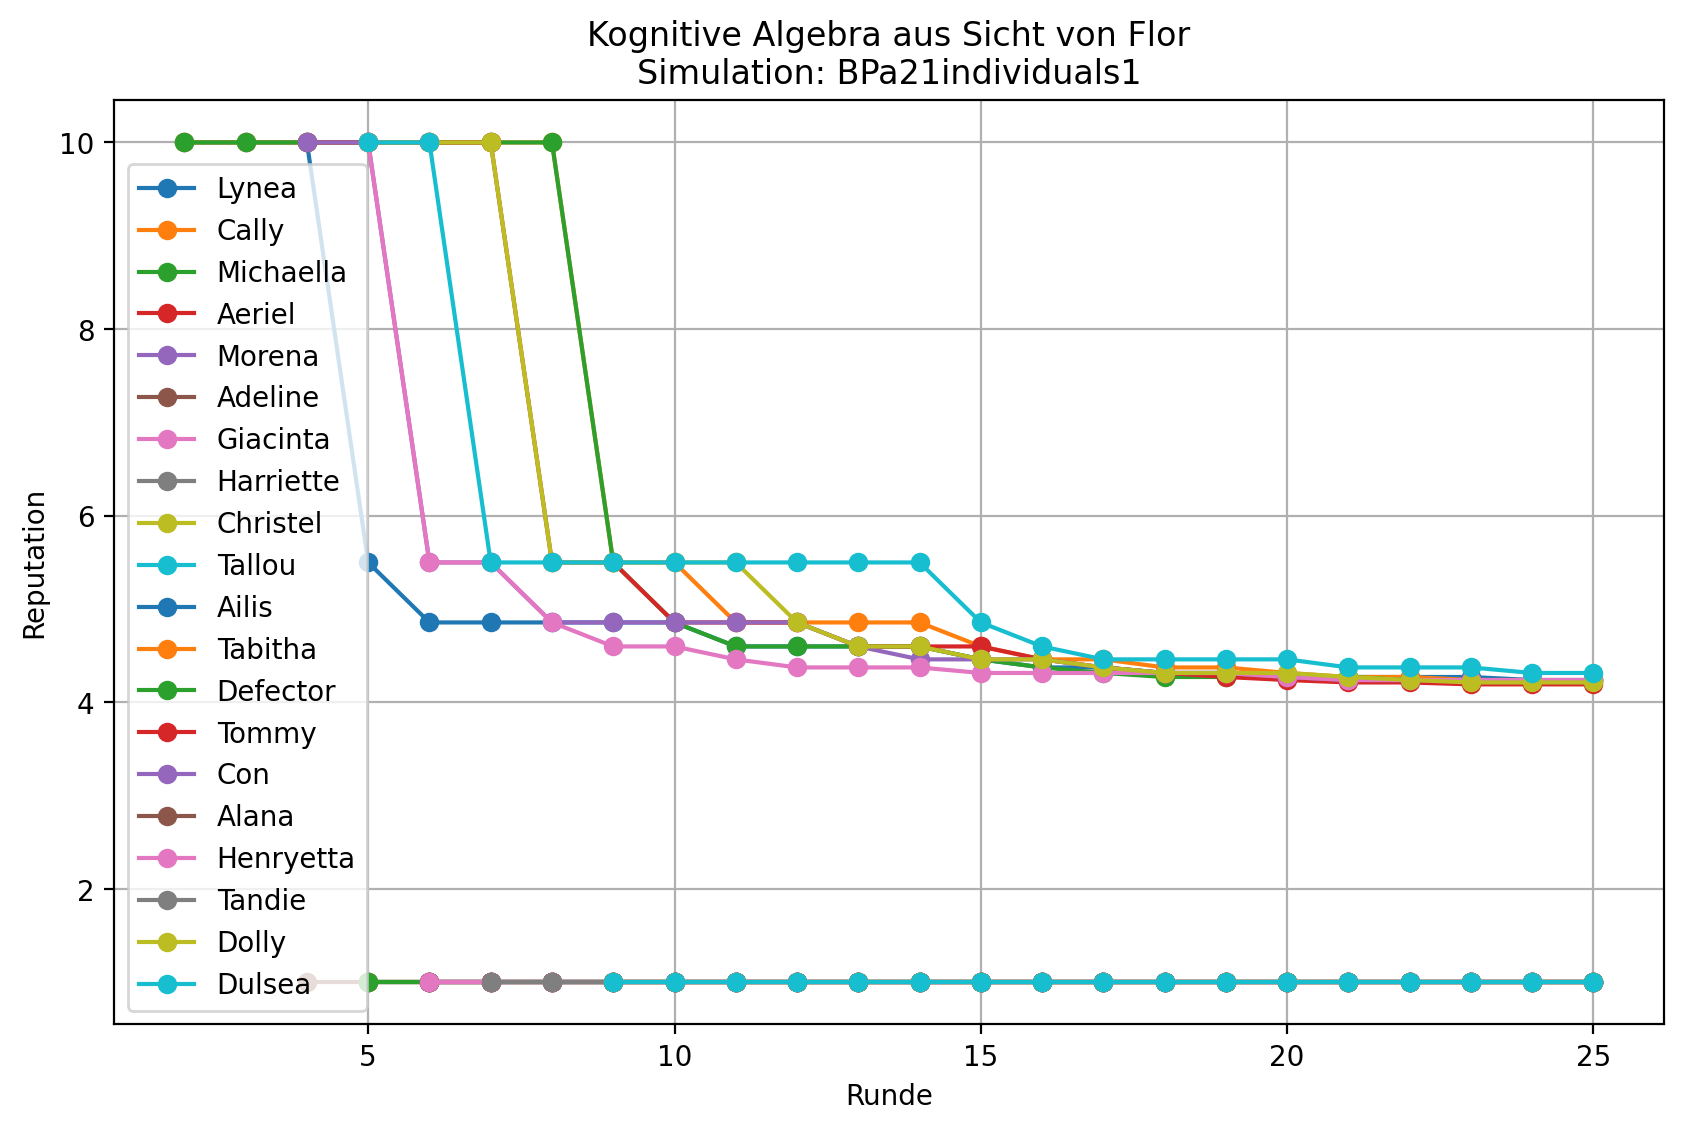 Kognitive Algebra aus Sicht von Flor
Simulation: BPa21individuals1
Reputation
10
8
6
4
2
Lynea
Cally
Michaella
Aeriel
Morena
Adeline
Giacinta
Harriette
Christel
Tallou
Ailis
Tabitha
Defector
Tommy
Con
Alana
Henryetta
Tandie
Dolly
Dulsea
5 10 15 20 25
Runde